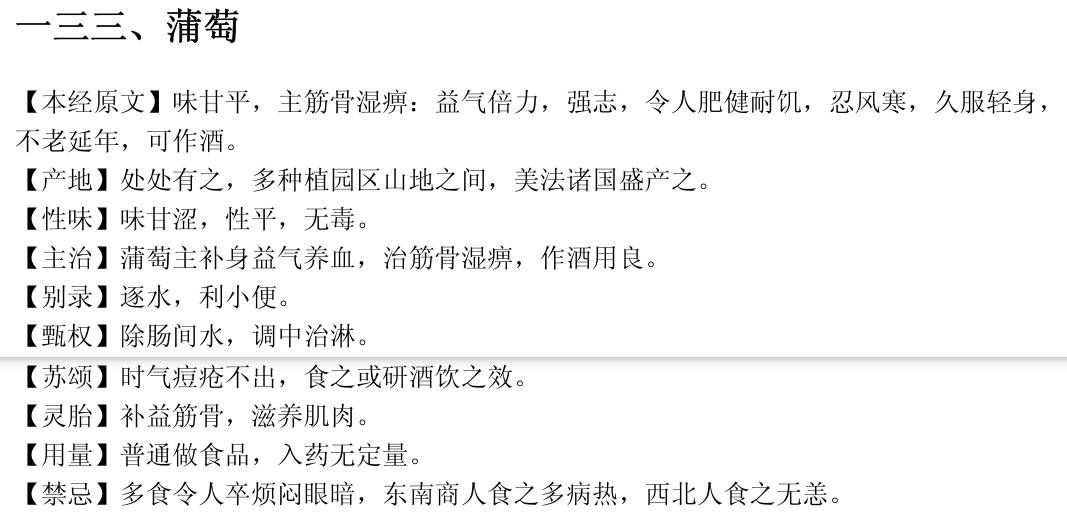 一三三、蒲萄
【本经原文】味甘平，主筋骨湿痹：益气倍力，强志，令人肥健耐饥，忍风寒，久服轻身，
不老延年，可作酒。
【产地】处处有之，多种植园区山地之间，美法诸国盛产之。
【性味】味甘涩，性平，无毒。
【主治】蒲萄主补身益气养血，治筋骨湿痹，作酒用良。
【别录】逐水，利小便。
【甄权】除肠间水，调中治淋。
【苏颂】时气痘疮不出，食之或研酒饮之效。
【灵胎】补益筋骨，滋养肌肉。
【用量】普通做食品，入药无定量。
【禁忌】多食令人卒烦闷眼暗，东南商人食之多病热，西北人食之无恙。